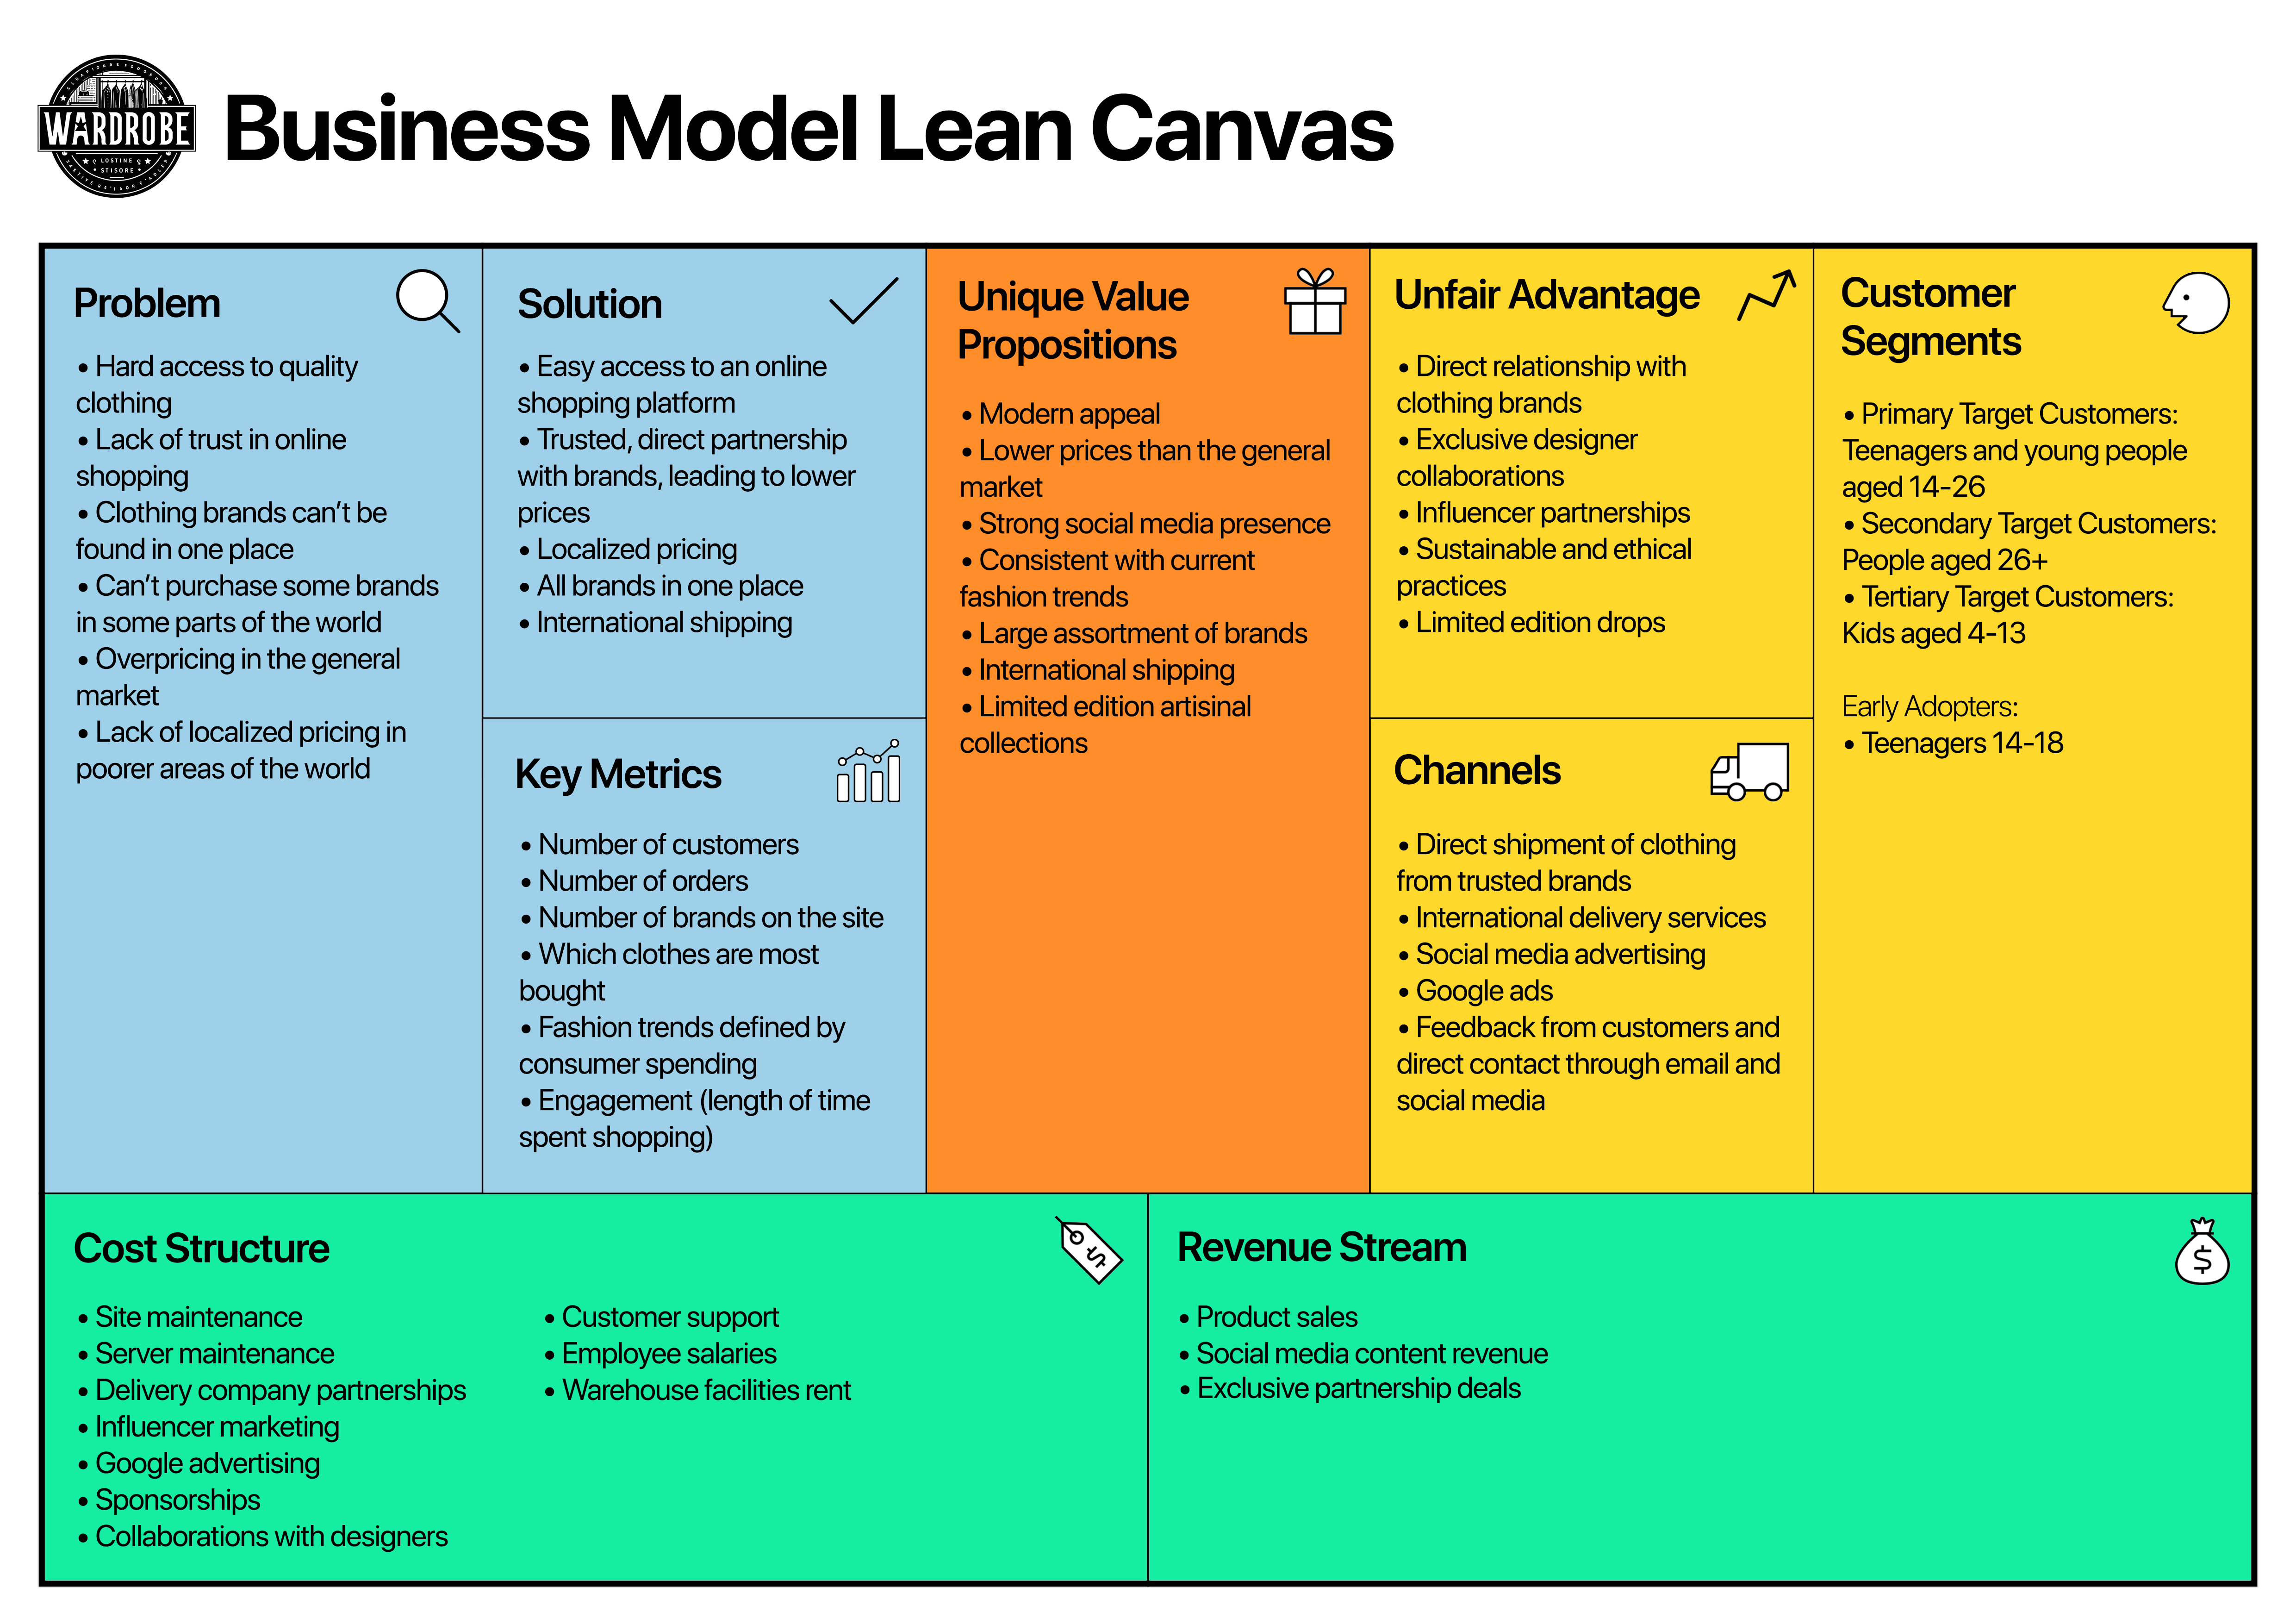 WARDROBE
LOSTINE
STISORE
Business Model Lean Canvas
Problem
• Hard access to quality
clothing
• Lack of trust in online
shopping
• Clothing brands can’t be
found in one place
• Can’t purchase some brands
in some parts of the world
• Overpricing in the general
market
• Lack of localized pricing in
poorer areas of the world
Solution
• Easy access to an online
shopping platform
• Trusted, direct partnership
with brands, leading to lower
prices
• Localized pricing
• All brands in one place
• International shipping
Key Metrics
• Number of customers
• Number of orders
• Number of brands on the site
• Which clothes are most
bought
• Fashion trends defined by
consumer spending
• Engagement (length of time
spent shopping)
Unique Value
Propositions
• Modern appeal
• Lower prices than the general
market
• Strong social media presence
• Consistent with current
fashion trends
• Large assortment of brands
• International shipping
• Limited edition artisinal
collections
Unfair Advantage
• Direct relationship with
clothing brands
• Exclusive designer
collaborations
• Influencer partnerships
• Sustainable and ethical
practices
• Limited edition drops
Channels
• Direct shipment of clothing
from trusted brands
• International delivery services
• Social media advertising
• Google ads
• Feedback from customers and
direct contact through email and
social media
Customer
Segments
• Primary Target Customers:
Teenagers and young people
aged 14-26
• Secondary Target Customers:
People aged 26+
• Tertiary Target Customers:
Kids aged 4-13
Early Adopters:
• Teenagers 14-18
Cost Structure
• Site maintenance
• Server maintenance
• Delivery company partnerships
• Influencer marketing
• Google advertising
• Sponsorships
• Collaborations with designers
• Customer support
• Employee salaries
• Warehouse facilities rent
Revenue Stream
• Product sales
• Social media content revenue
• Exclusive partnership deals